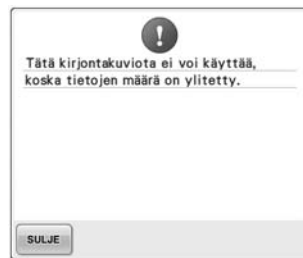 Tätä kirjontakuviota ei voi käyttää,
koska tietojen määrä on ylitetty.
SULJE